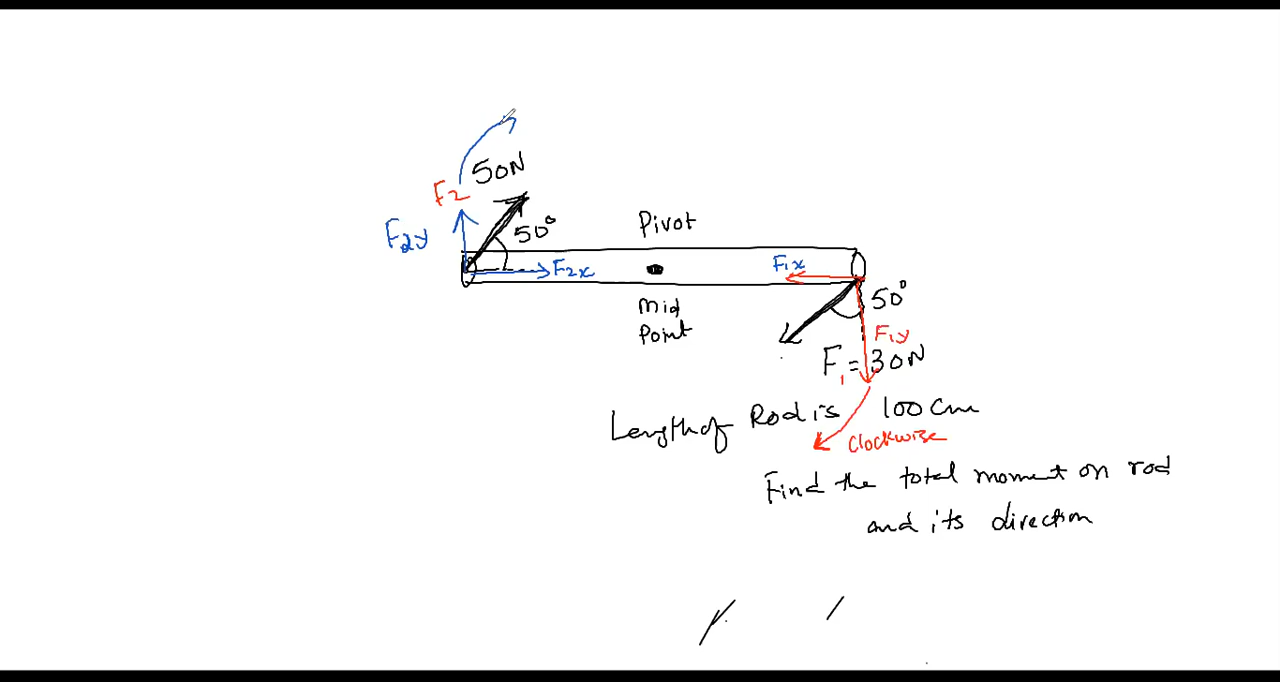 50N
F2
50°
F2y
Pivot
F2x
F1x
Mid
Point
50°
F1y
F1 = 30N
Length of Rod is 100 cm
Clockwise
Find the total moment on rod
and its direction